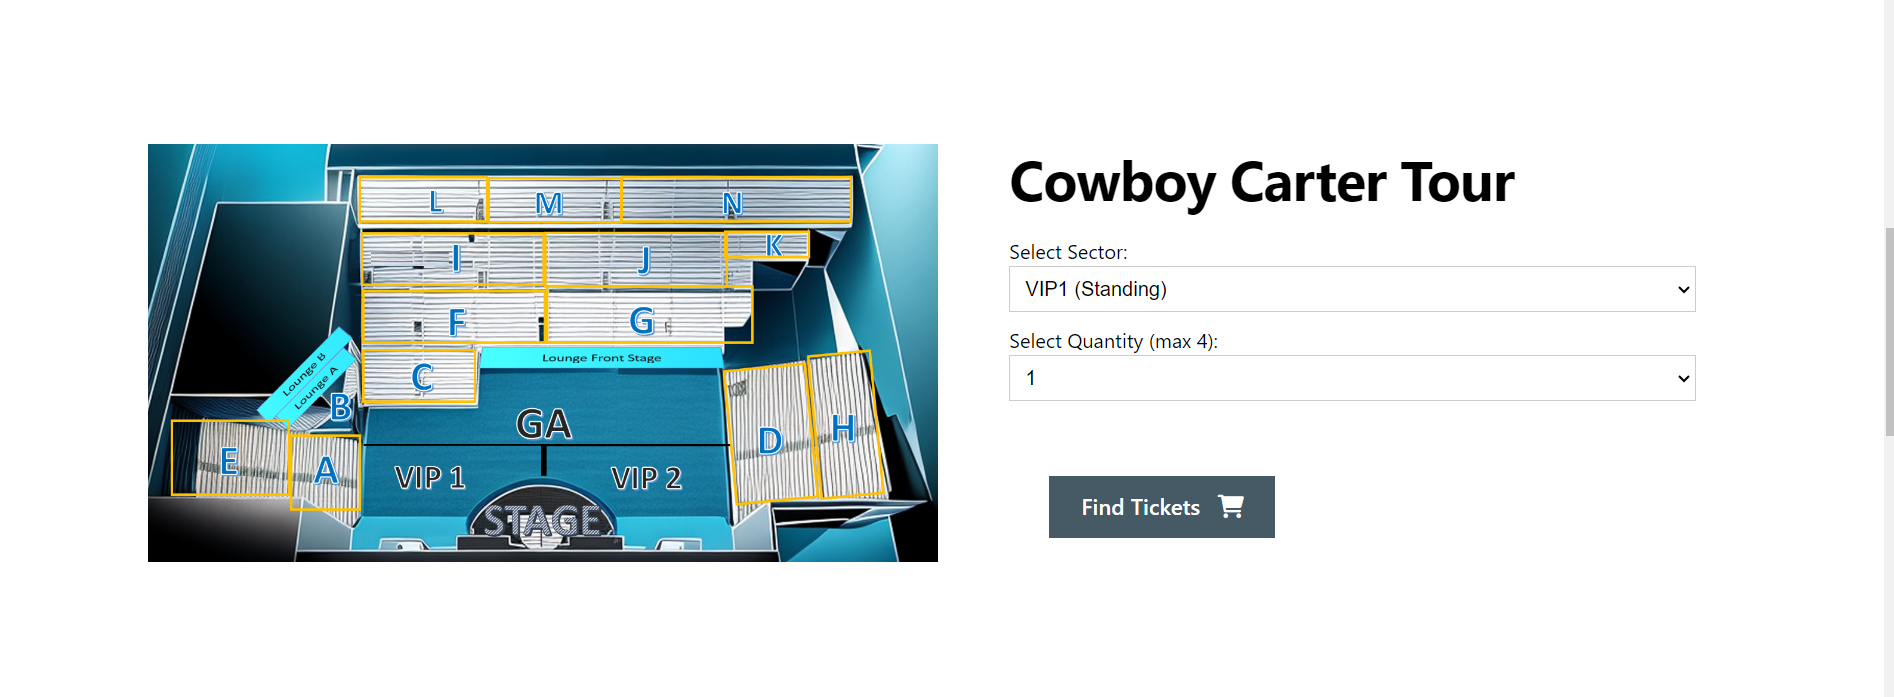 L
M
N
I
J
K
F
G
Lounge Front Stage
Lounge B
Lounge A
C
B
GA
D
H
E
A
VIP 1
VIP 2
STAGE
Cowboy Carter Tour
Select Sector:
VIP1 (Standing)
Select Quantity (max 4):
1
Find Tickets